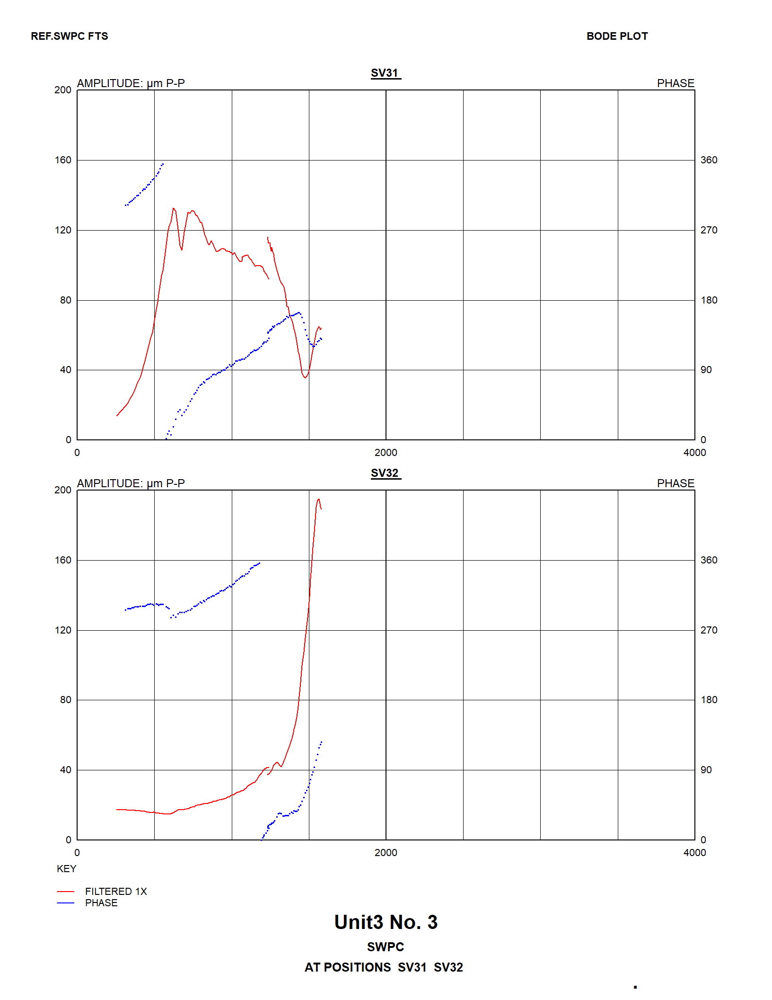 REF.SWPC FTS BODE PLOT
SV31
AMPLITUDE: µm P-P PHASE
200
160 360
120 270
80 180
40 90
0 0
0 2000 4000
SV32
AMPLITUDE: µm P-P PHASE
200
160 360
120 270
80 180
40 90
0 0
0 2000 4000
KEY
FILTERED 1X
PHASE
Unit3 No. 3
SWPC
AT POSITIONS SV31 SV32
.